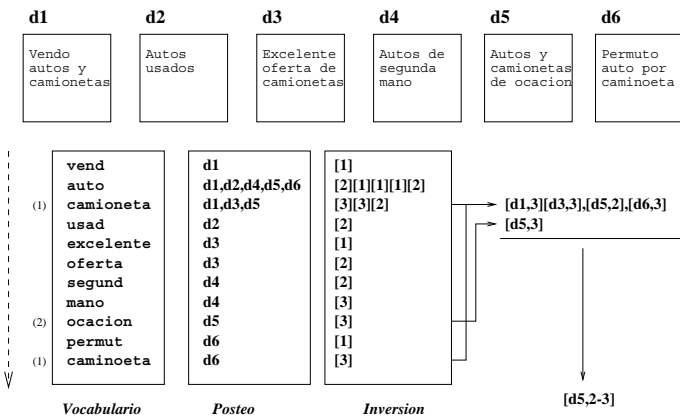 d1 d2 d3 d4 d5 d6
Vendo
autos y
camionetas
Autos
usados
Excelente
oferta de
camionetas
Autos de
segunda
mano
Autos y
camionetas
de ocacion
Permuto
auto por
caminoeta
vend d1 [1]
auto d1,d2,d4,d5,d6 [2][1][1][1][2]
(1) camioneta d1,d3,d5 [3][3][2] [d1,3][d3,3],[d5,2],[d6,3]
usad d2 [2] [d5,3]
excelente d3 [1]
oferta d3 [2]
segund d4 [2]
mano d4 [3]
(2) ocacion d5 [3]
permut d6 [1]
(1) caminoeta d6 [3]
[d5,2-3]
Vocabulario Posteo Inversion